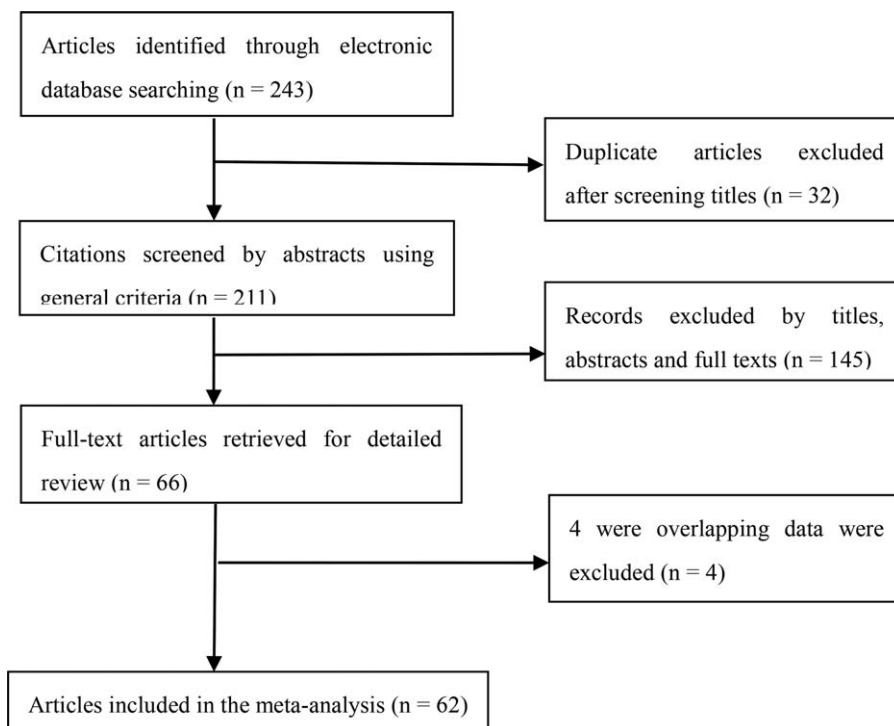 Articles identified through electronic
database searching (n = 243)
Duplicate articles excluded
after screening titles (n = 32)
Citations screened by abstracts using
general criteria (n = 211)
Records excluded by titles,
abstracts and full texts (n = 145)
Full-text articles retrieved for detailed
review (n = 66)
4 were overlapping data were
excluded (n = 4)
Articles included in the meta-analysis (n = 62)